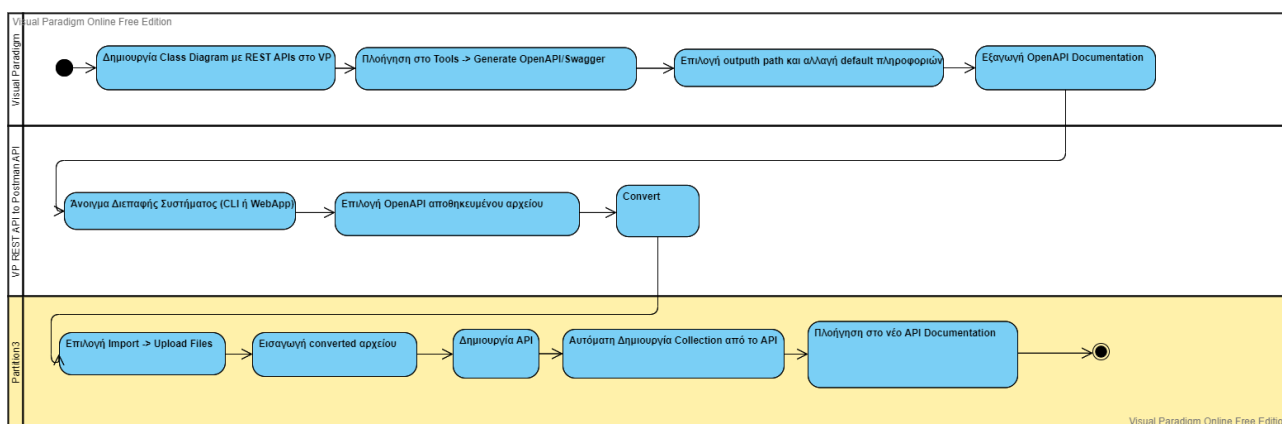 Visual Paradigm Online Free Edition
Visual Paradigm
Δημιουργία Class Diagram με REST APIs στο VP
Πλοήγηση στο Tools -> Generate OpenAPI/Swagger
Επιλογή outputh path και αλλαγή default πληροφοριών
Εξαγωγή OpenAPI Documentation
VP REST API to Postman API
Άνοιγμα Διεπαφής Συστήματος (CLI ή WebApp)
Επιλογή OpenAPI αποθηκευμένου αρχείου
Convert
Partition3
Επιλογή Import -> Upload Files
Εισαγωγή converted αρχείου
Δημιουργία API
Αυτόματη Δημιουργία Collection από το API
Πλοήγηση στο νέο API Documentation
Visual Paradigm Online Free Edition